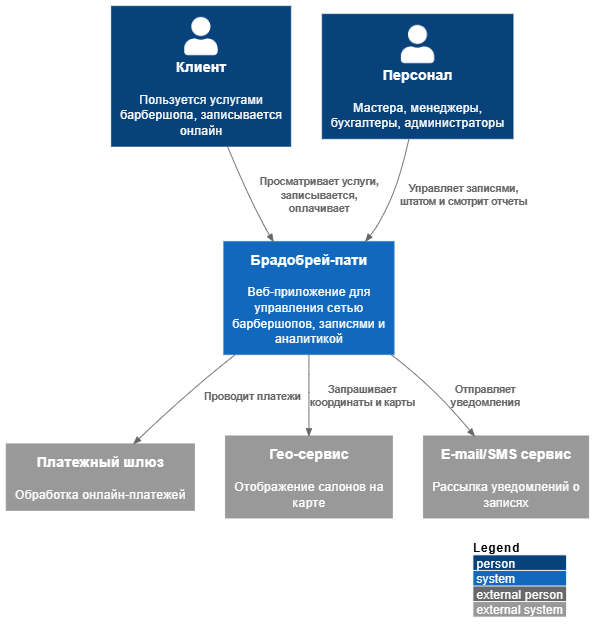 Клиент
Пользуется услугами
барбершопа, записывается
онлайн
Персонал
Мастера, менеджеры,
бухгалтеры, администраторы
Просматривает услуги,
записывается,
оплачивает
Управляет записями,
штатом и смотрит отчеты
Брадобрей-пати
Веб-приложение для
управления сетью
барбершопов, записями и
аналитикой
Проводит платежи
Запрашивает
координаты и карты
Отправляет
уведомления
Платежный шлюз
Обработка онлайн-платежей
Гео-сервис
Отображение салонов на
карте
E-mail/SMS сервис
Рассылка уведомлений о
записях
Legend
person
system
external person
external system